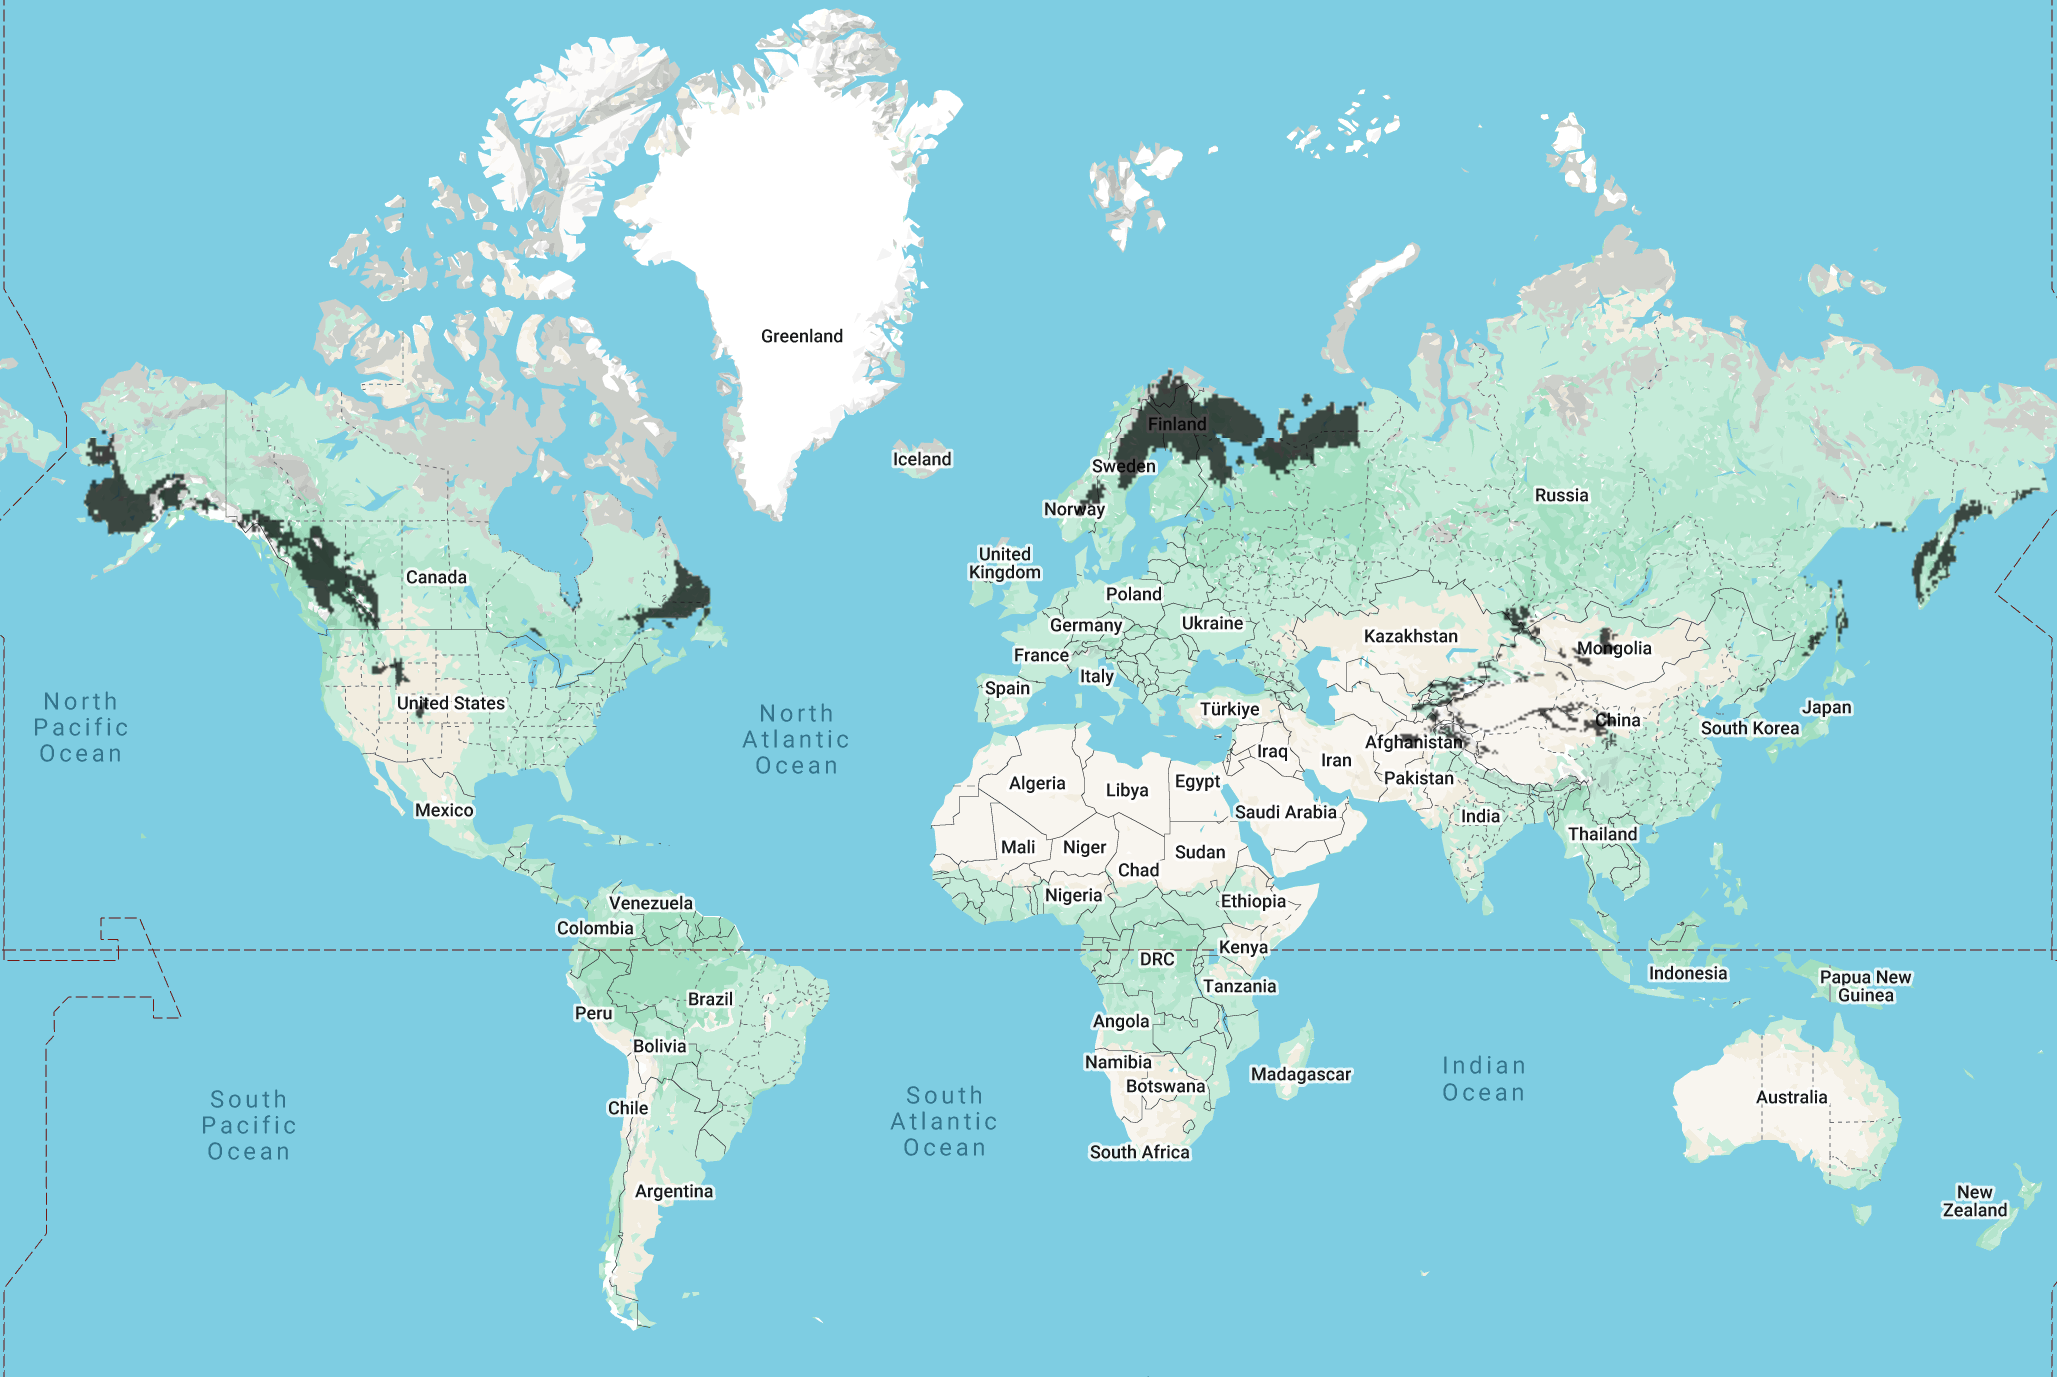 Greenland
Iceland
Finland
Sweden
Norway
Russia
United
Kingdom
Canada
Poland
Germany
Ukraine
Kazakhstan
Mongolia
France
Italy
Spain
United States
Türkiye
China
Japan
South Korea
North
Pacific
Ocean
North
Atlantic
Ocean
Afghanistan
Iraq
Iran
Pakistan
Algeria
Libya
Egypt
Saudi Arabia
India
Mexico
Thailand
Mali
Niger
Chad
Sudan
Nigeria
Ethiopia
Venezuela
Colombia
Kenya
DRC
Tanzania
Indonesia
Papua New
Guinea
Brazil
Peru
Angola
Bolivia
Namibia
Botswana
Madagascar
Indian
Ocean
Australia
Chile
South
Pacific
Ocean
South
Atlantic
Ocean
South Africa
Argentina
New
Zealand